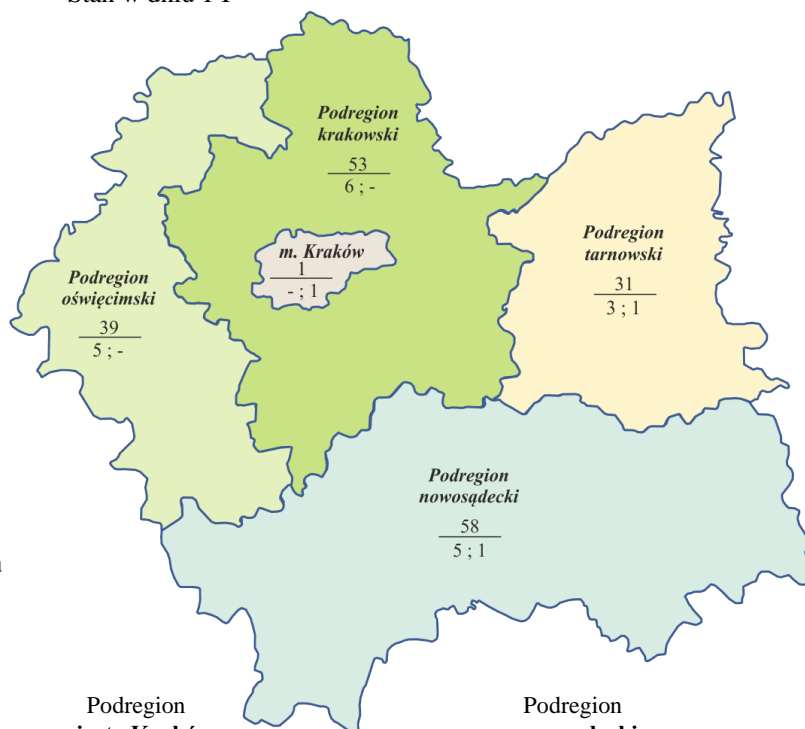 Podregion
krakowski
53
6 ; -
m. Kraków
1
- ; 1
Podregion
tarnowski
31
3 ; 1
Podregion
oświęcimski
39
5 ; -
Podregion
nowosądecki
58
5 ; 1
Podregion
Podregion